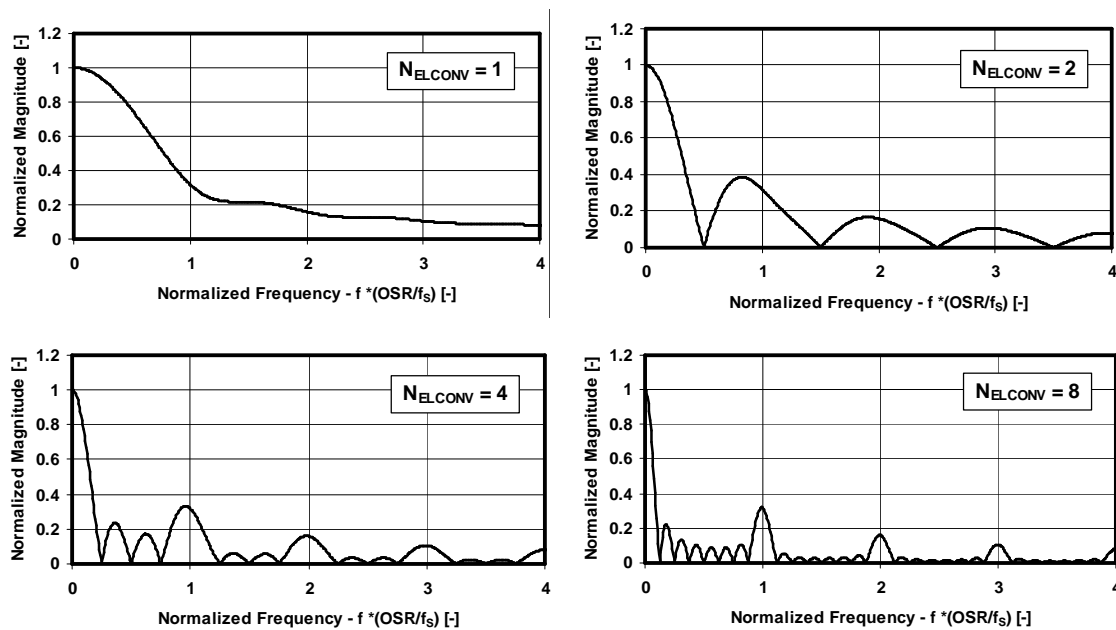 Normalized Magnitude [-]
1.2
1
0.8
0.6
0.4
0.2
0
NELCONV = 1
0 1 2 3 4
Normalized Frequency - f *(OSR/fS) [-]
Normalized Magnitude [-]
1.2
1
0.8
0.6
0.4
0.2
0
NELCONV = 2
0 1 2 3 4
Normalized Frequency - f *(OSR/fS) [-]
Normalized Magnitude [-]
1.2
1
0.8
0.6
0.4
0.2
0
NELCONV = 4
0 1 2 3 4
Normalized Frequency - f *(OSR/fS) [-]
Normalized Magnitude [-]
1.2
1
0.8
0.6
0.4
0.2
0
NELCONV = 8
0 1 2 3 4
Normalized Frequency - f *(OSR/fS) [-]